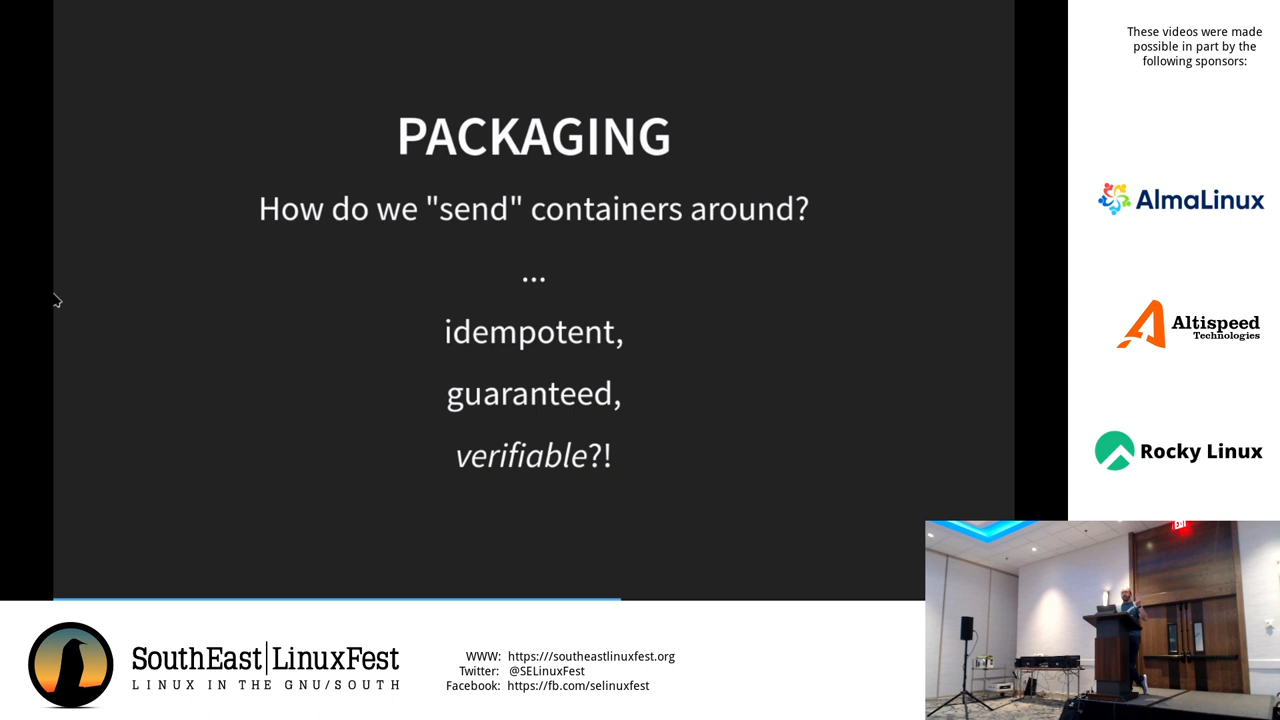 PACKAGING
How do we "send" containers around?
...
idempotent,
guaranteed,
verifiable?!
These videos were made
possible in part by the
following sponsors:
AlmaLinux
Altispeed
Technologies
Rocky Linux
EXIT
SouthEast|LinuxFest
LINUX IN THE GNU/SOUTH
WWW: https:///southeastlinuxfest.org
Twitter: @SELinuxFest
Facebook: https://fb.com/selinuxfest